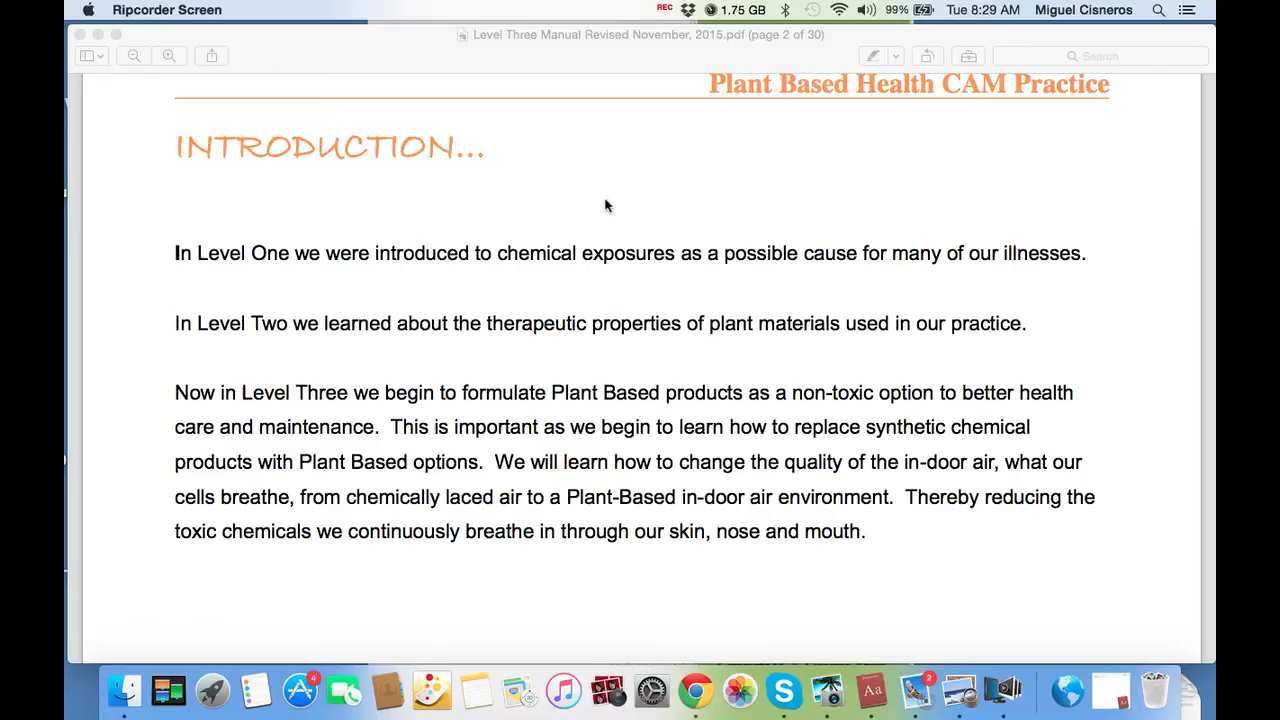 Ripcorder Screen REC 1.75 GB 99% Tue 8:29 AM Miguel Cisneros
Level Three Manual Revised November, 2015.pdf (page 2 of 30)
Search
Plant Based Health CAM Practice
INTRODUCTION...
In Level One we were introduced to chemical exposures as a possible cause for many of our illnesses.
In Level Two we learned about the therapeutic properties of plant materials used in our practice.
Now in Level Three we begin to formulate Plant Based products as a non-toxic option to better health
care and maintenance.  This is important as we begin to learn how to replace synthetic chemical
products with Plant Based options.  We will learn how to change the quality of the in-door air, what our
cells breathe, from chemically laced air to a Plant-Based in-door air environment.  Thereby reducing the
toxic chemicals we continuously breathe in through our skin, nose and mouth.
4
Aa
2